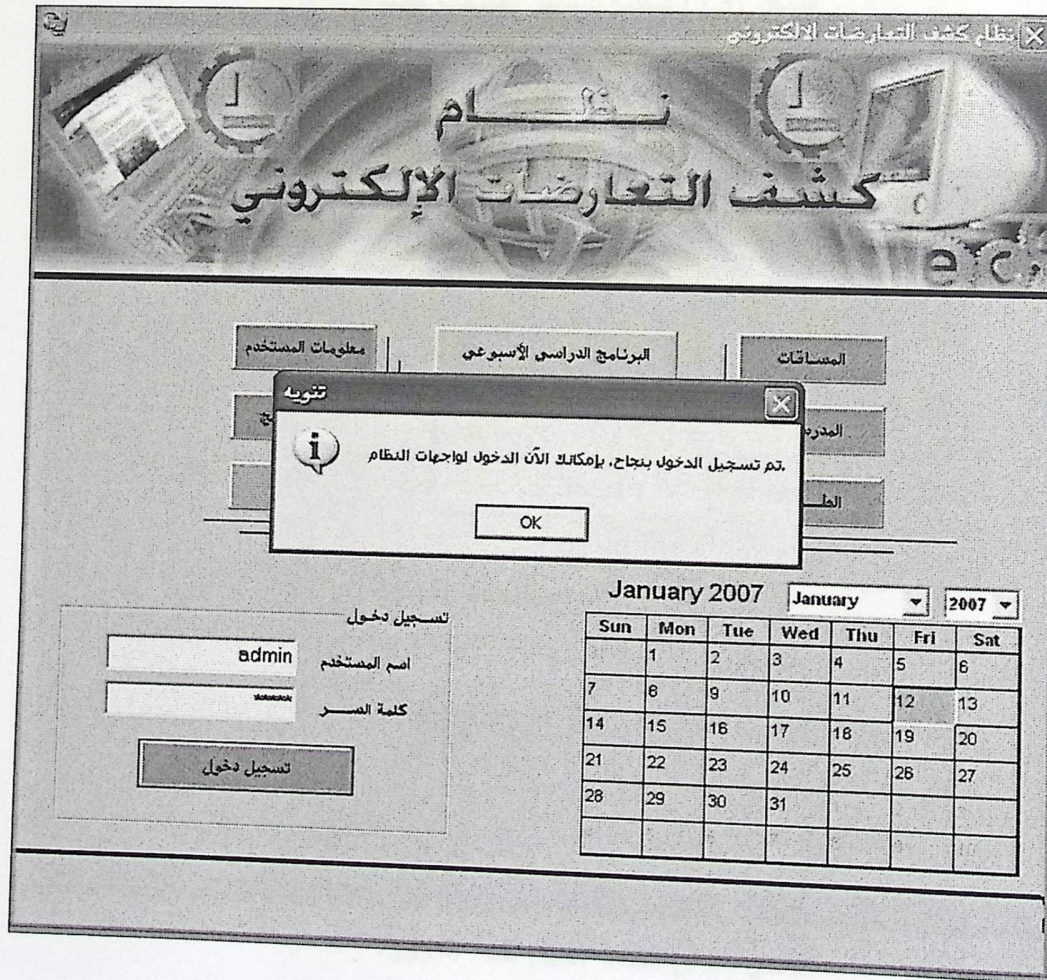 نظام كشف التعارضات الالكتروني
نظـــــام
كشف التعارضات الإلكتروني
المساقات
البرنامج الدراسي الأسبوعي
معلومات المستخدم
تنويه
.تم تسجيل الدخول بنجاح، بإمكانك الآن الدخول لواجهات النظام
OK
تسجيل دخول
اسم المستخدم
admin
كلمة الســـر
******
تسجيل دخول
January 2007 January 2007
Sun Mon Tue Wed Thu Fri Sat
1 2 3 4 5 6
7 8 9 10 11 12 13
14 15 16 17 18 19 20
21 22 23 24 25 26 27
28 29 30 31